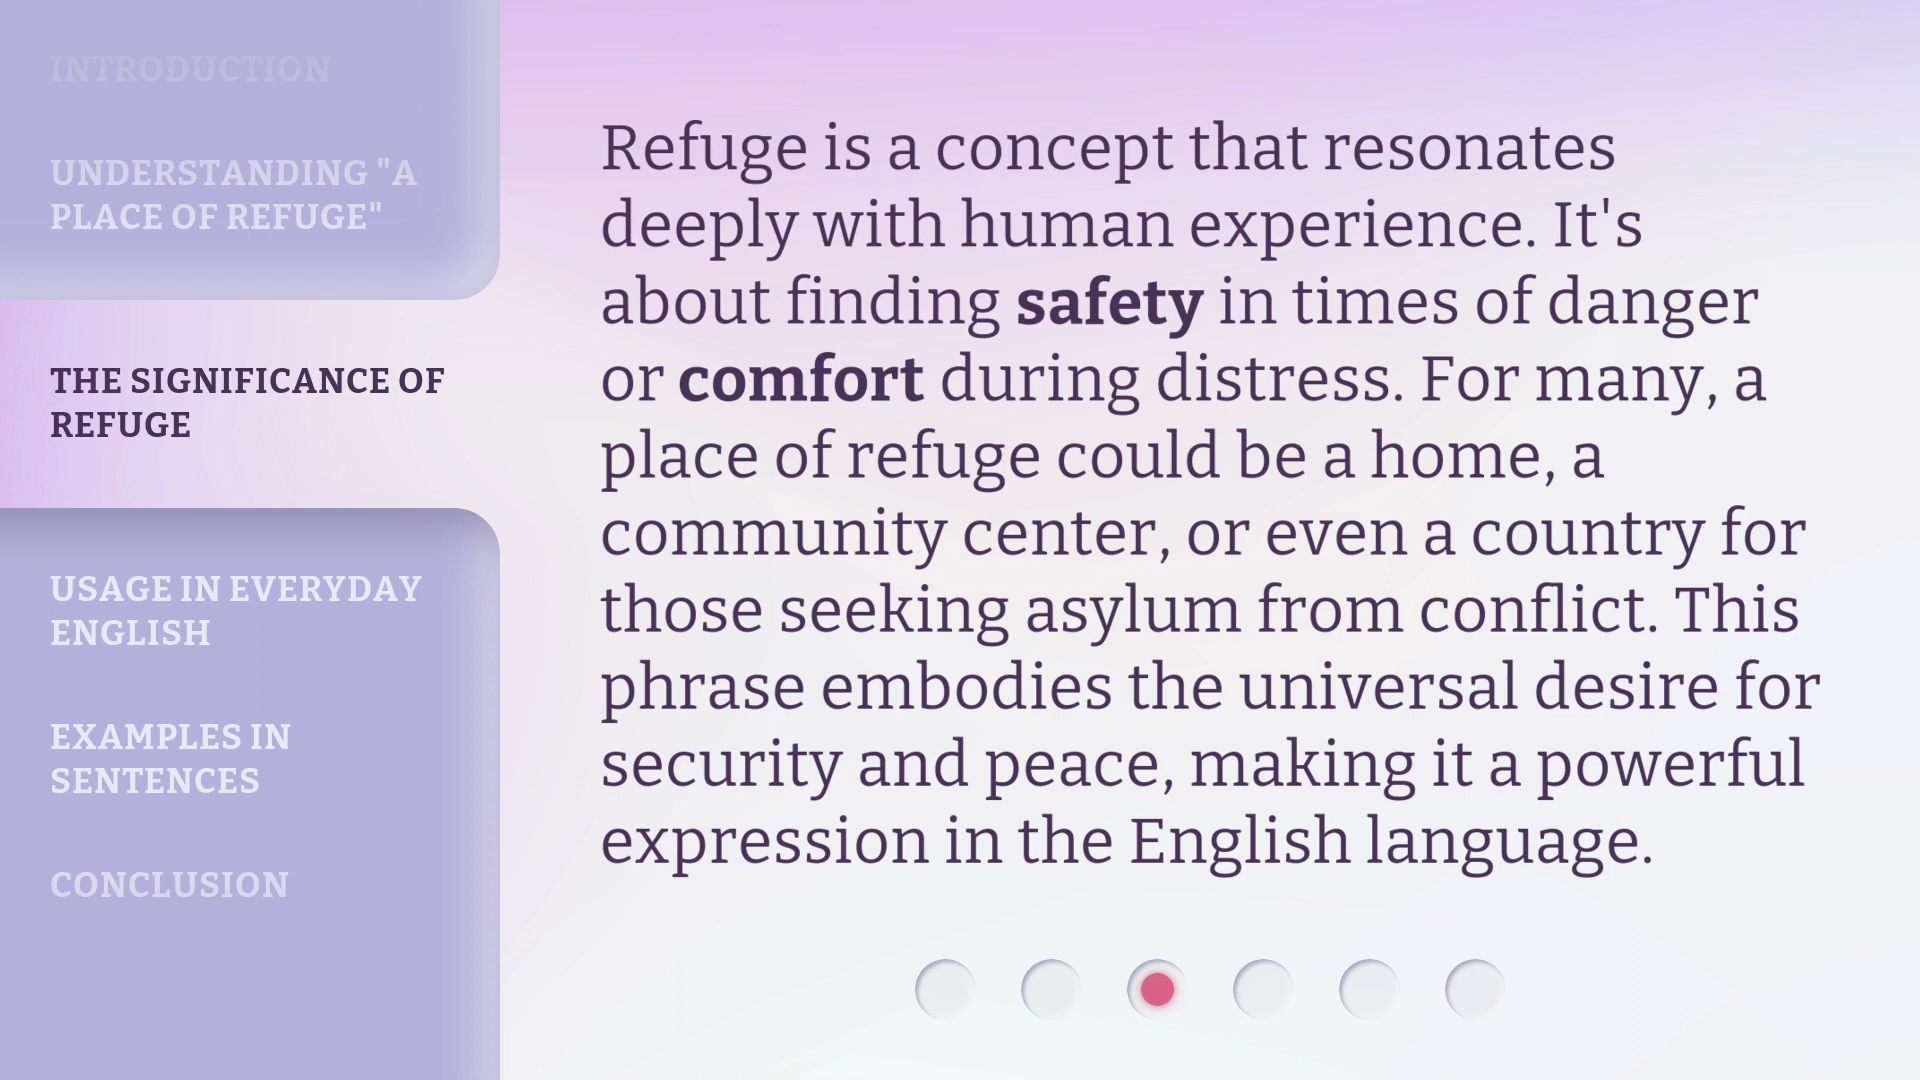 INTRODUCTION
UNDERSTANDING "A
PLACE OF REFUGE"
THE SIGNIFICANCE OF
REFUGE
USAGE IN EVERYDAY
ENGLISH
EXAMPLES IN
SENTENCES
CONCLUSION
Refuge is a concept that resonates
deeply with human experience. It's
about finding safety in times of danger
or comfort during distress. For many, a
place of refuge could be a home, a
community center, or even a country for
those seeking asylum from conflict. This
phrase embodies the universal desire for
security and peace, making it a powerful
expression in the English language.